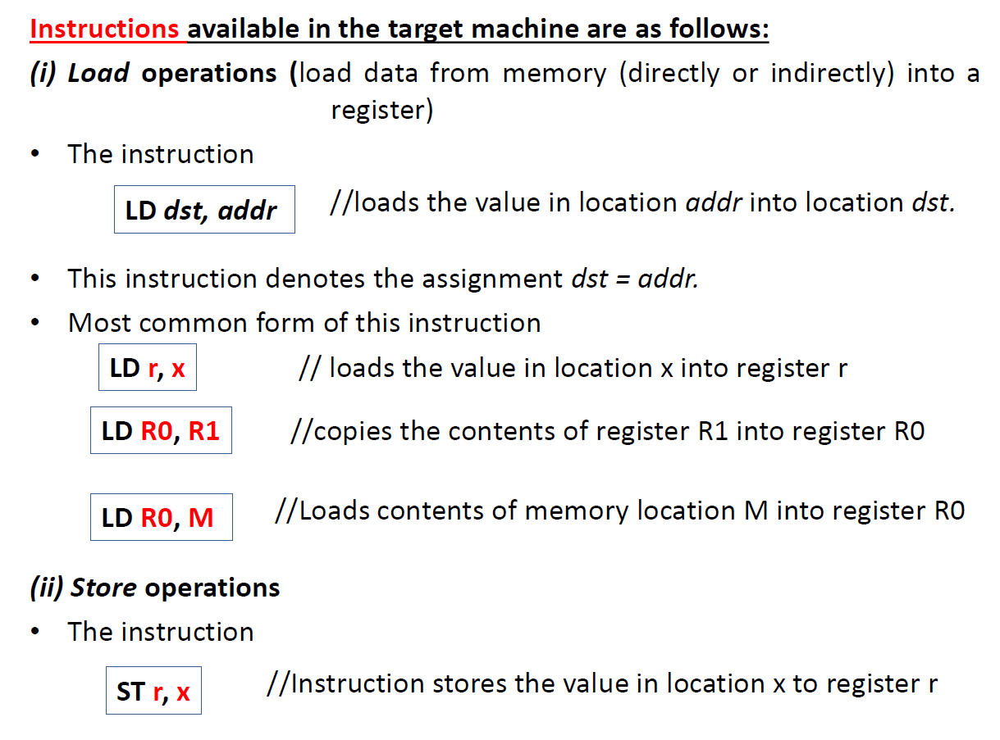 Instructions available in the target machine are as follows:
(i) Load operations (load data from memory (directly or indirectly) into a
register)
• The instruction
LD dst, addr //loads the value in location addr into location dst.
• This instruction denotes the assignment dst = addr.
• Most common form of this instruction
LD r, x // loads the value in location x into register r
LD R0, R1 //copies the contents of register R1 into register R0
LD R0, M //Loads contents of memory location M into register R0
(ii) Store operations
• The instruction
ST r, x //Instruction stores the value in location x to register r